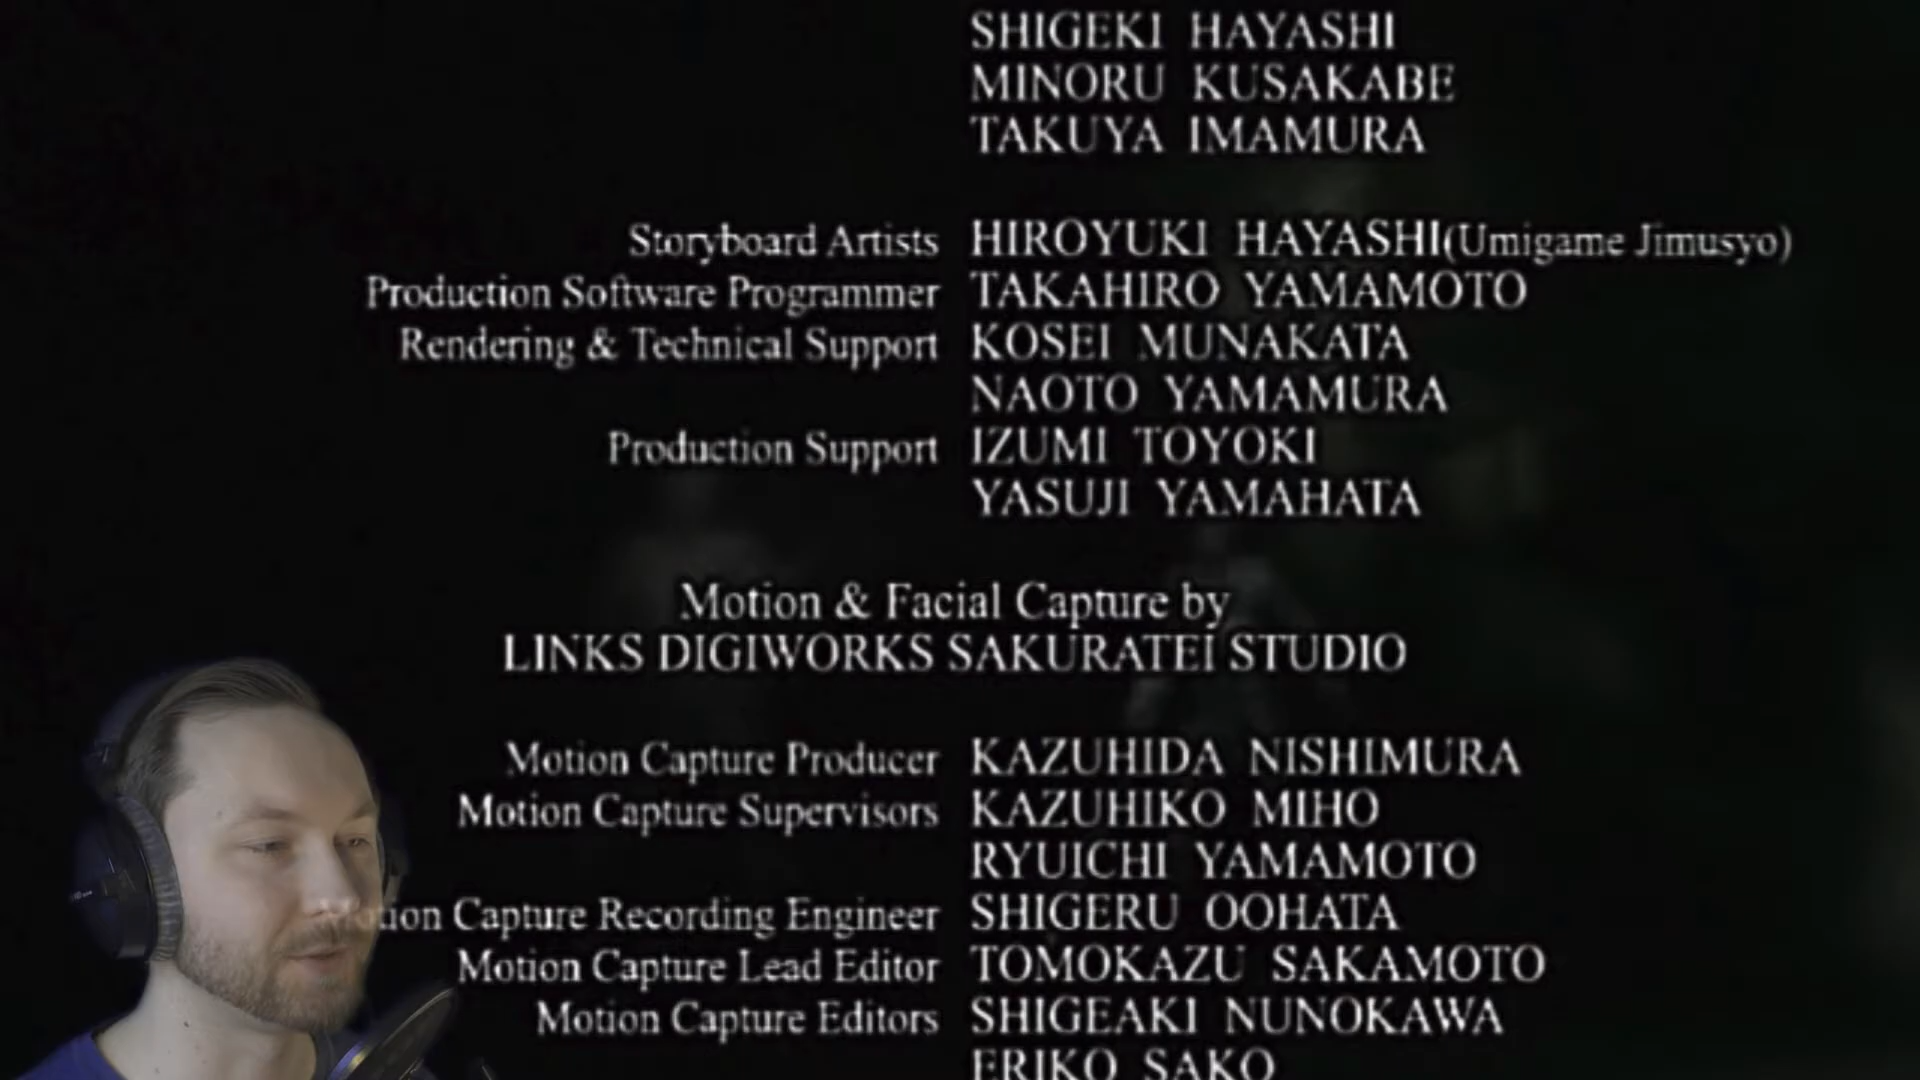 SHIGEKI HAYASHI
MINORU KUSAKABE
TAKUYA IMAMURA
Storyboard Artists HIROYUKI HAYASHI(Umigame Jimusyo)
Production Software Programmer TAKAHIRO YAMAMOTO
Rendering & Technical Support KOSEI MUNAKATA
NAOTO YAMAMURA
Production Support IZUMI TOYOKI
YASUJI YAMAHATA
Motion & Facial Capture by
LINKS DIGIWORKS SAKURATEI STUDIO
Motion Capture Producer KAZUHIDA NISHIMURA
Motion Capture Supervisors KAZUHIKO MIHO
RYUICHI YAMAMOTO
Motion Capture Recording Engineer SHIGERU OOHATA
Motion Capture Lead Editor TOMOKAZU SAKAMOTO
Motion Capture Editors SHIGEAKI NUNOKAWA
ERIKO SAKO